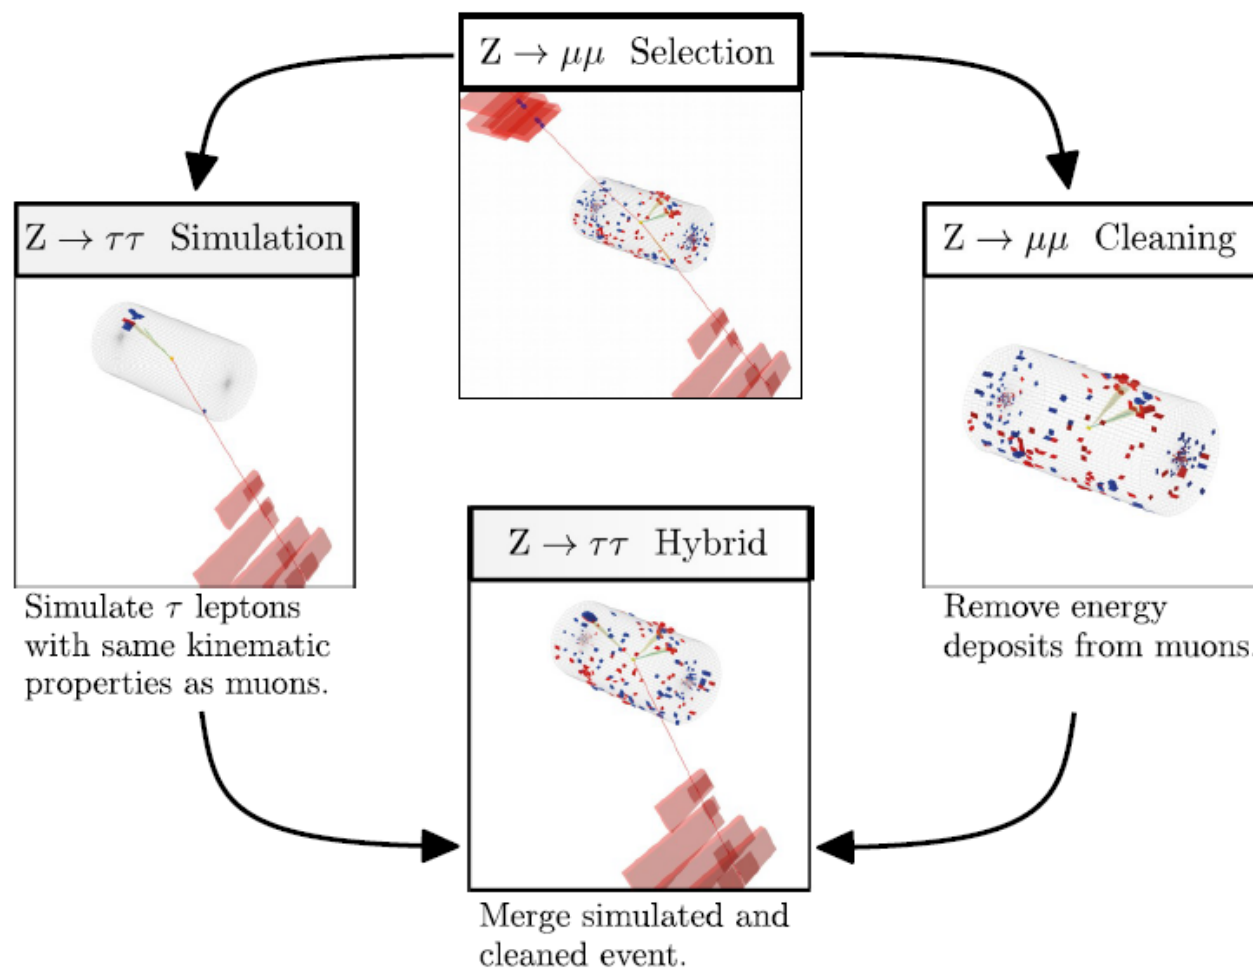 Z → μμ Selection
Z → ττ Simulation
Z → μμ Cleaning
Simulate τ leptons
with same kinematic
properties as muons.
Z → ττ Hybrid
Remove energy
deposits from muons.
Merge simulated and
cleaned event.